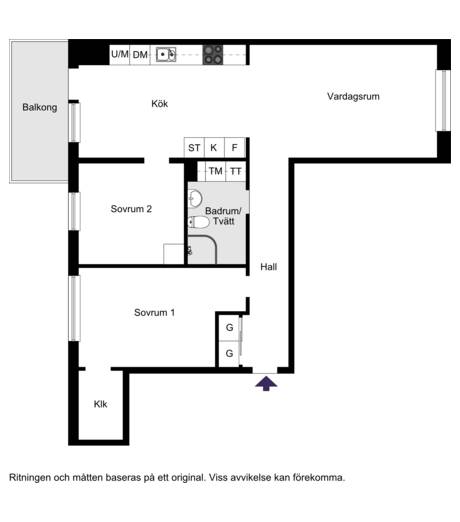 U/M DM
Vardagsrum
Kök
Balkong
ST K F
TM TT
Sovrum 2
Badrum/
Tvätt
Hall
Sovrum 1
G
G
Klk
Ritningen och måtten baseras på ett original. Viss avvikelse kan förekomma.